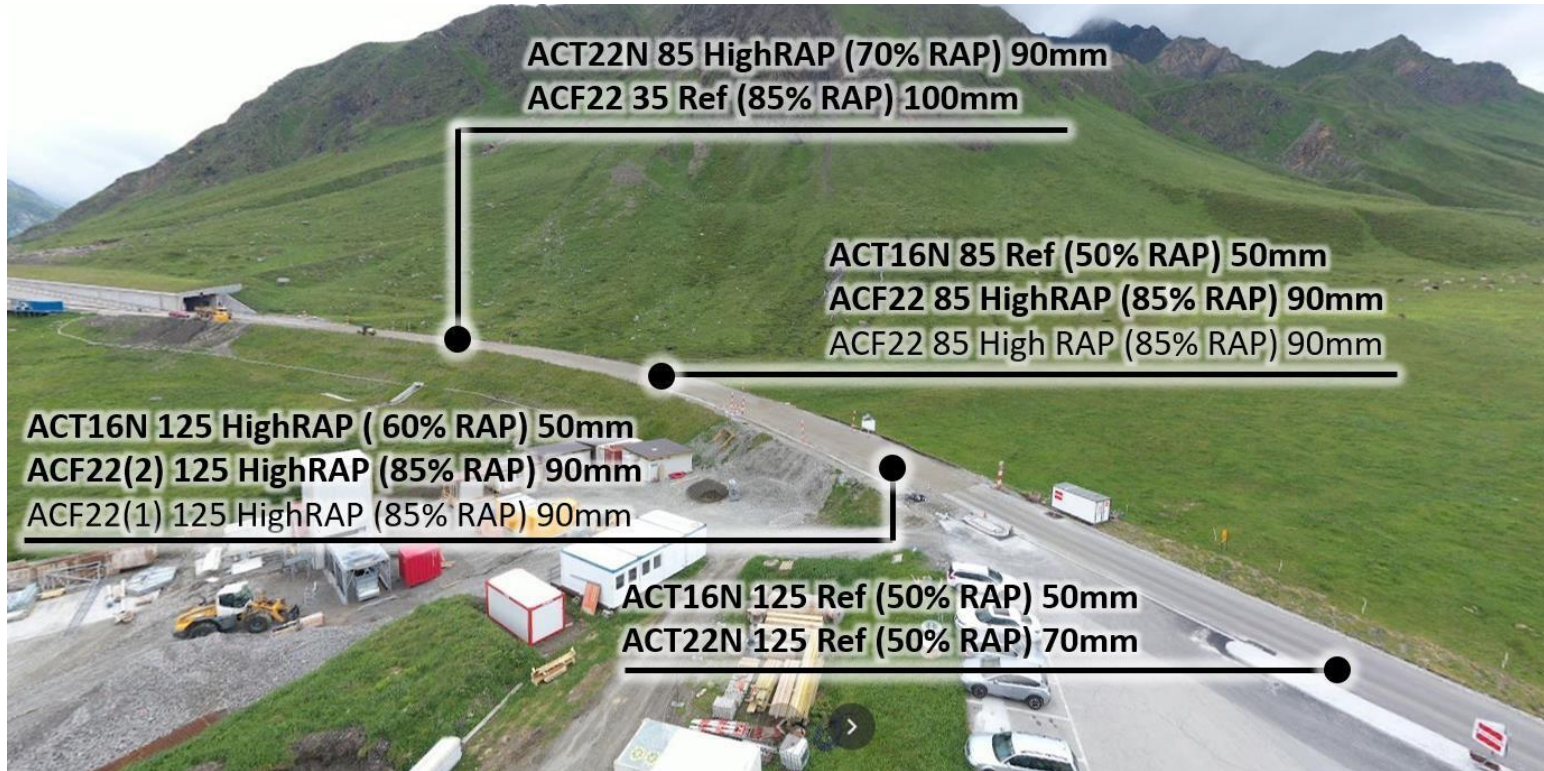 ACT22N 85 HighRAP (70% RAP) 90mm
ACF22 35 Ref (85% RAP) 100mm
ACT16N 85 Ref (50% RAP) 50mm
ACF22 85 HighRAP (85% RAP) 90mm
ACF22 85 High RAP (85% RAP) 90mm
ACT16N 125 HighRAP ( 60% RAP) 50mm
ACF22(2) 125 HighRAP (85% RAP) 90mm
ACF22(1) 125 HighRAP (85% RAP) 90mm
ACT16N 125 Ref (50% RAP) 50mm
ACT22N 125 Ref (50% RAP) 70mm